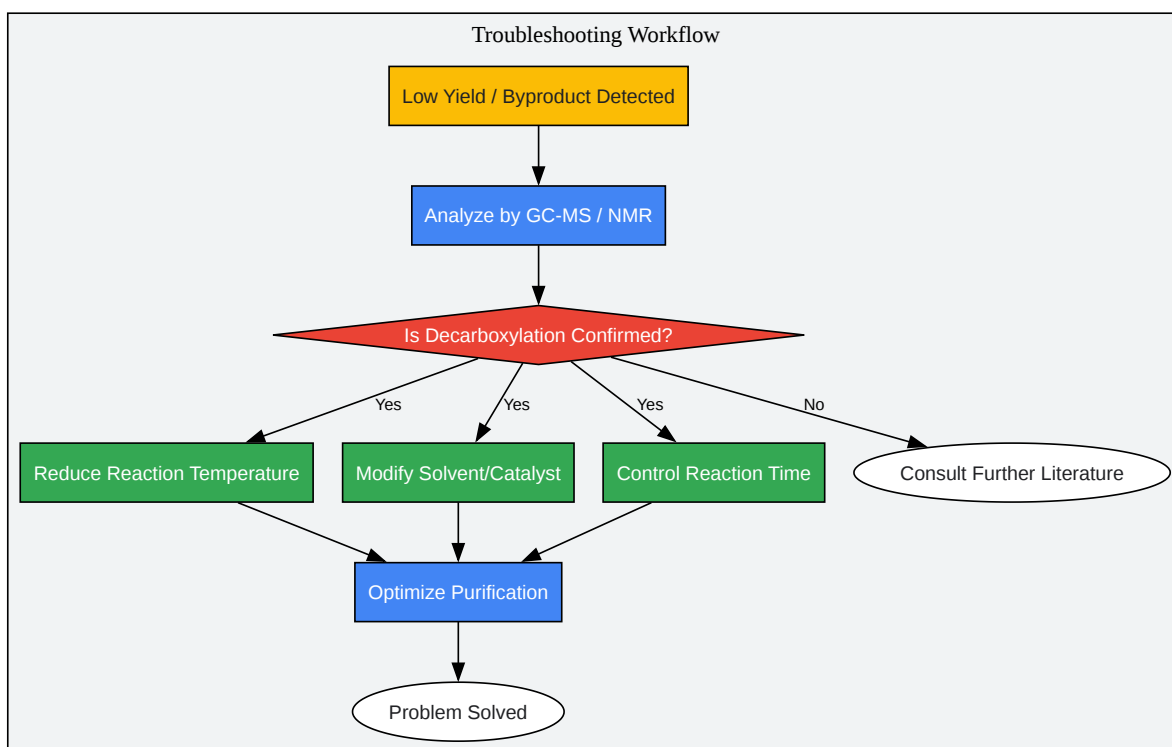 Troubleshooting Workflow
Low Yield / Byproduct Detected
Analyze by GC-MS / NMR
Is Decarboxylation Confirmed?
Yes
Yes
Yes
No
Reduce Reaction Temperature
Modify Solvent/Catalyst
Control Reaction Time
Consult Further Literature
Optimize Purification
Problem Solved